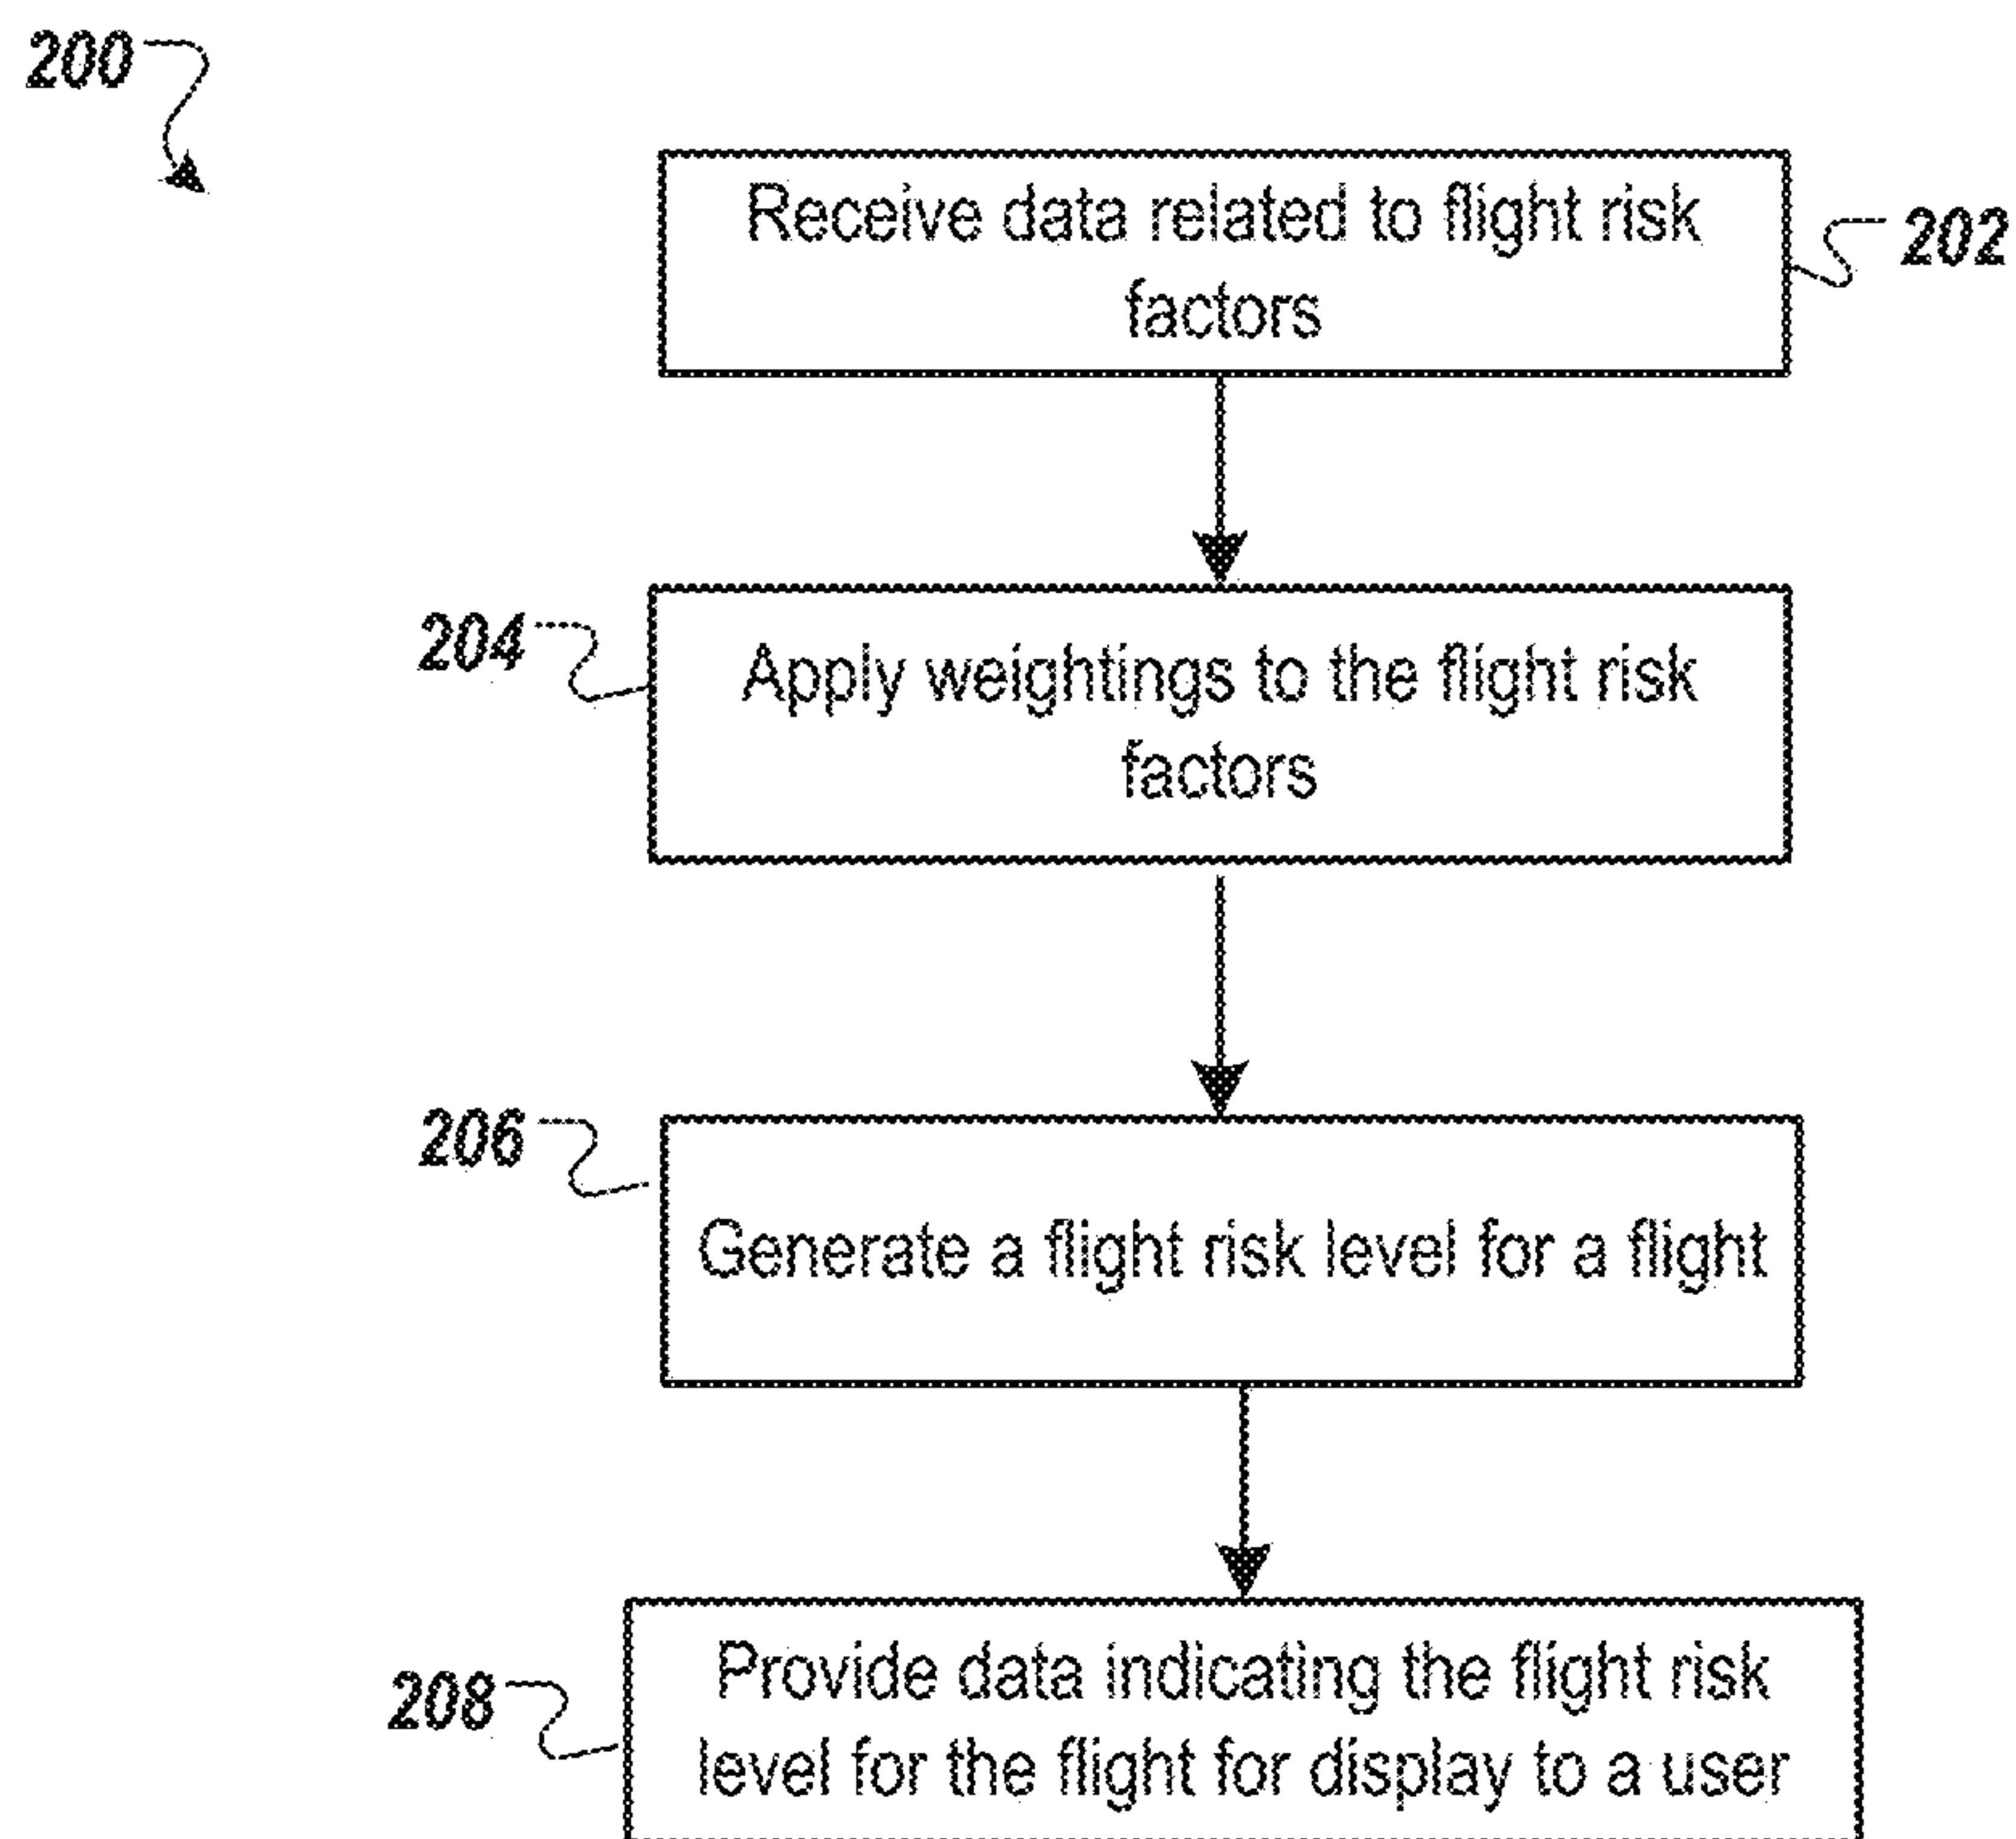 200
Receive data related to flight risk
factors
202
204
Apply weightings to the flight risk
factors
206
Generate a flight risk level for a flight
208
Provide data indicating the flight risk
level for the flight for display to a user